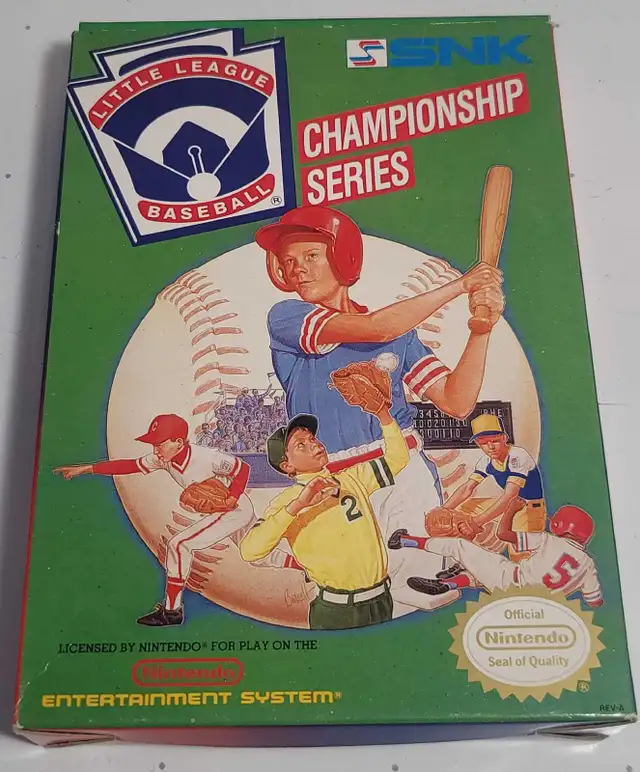 LITTLE LEAGUE
BASEBALL®
SNK
CHAMPIONSHIP
SERIES
2
5
LICENSED BY NINTENDO® FOR PLAY ON THE
Nintendo
ENTERTAINMENT SYSTEM®
Official
Nintendo
Seal of Quality
®
REV-A